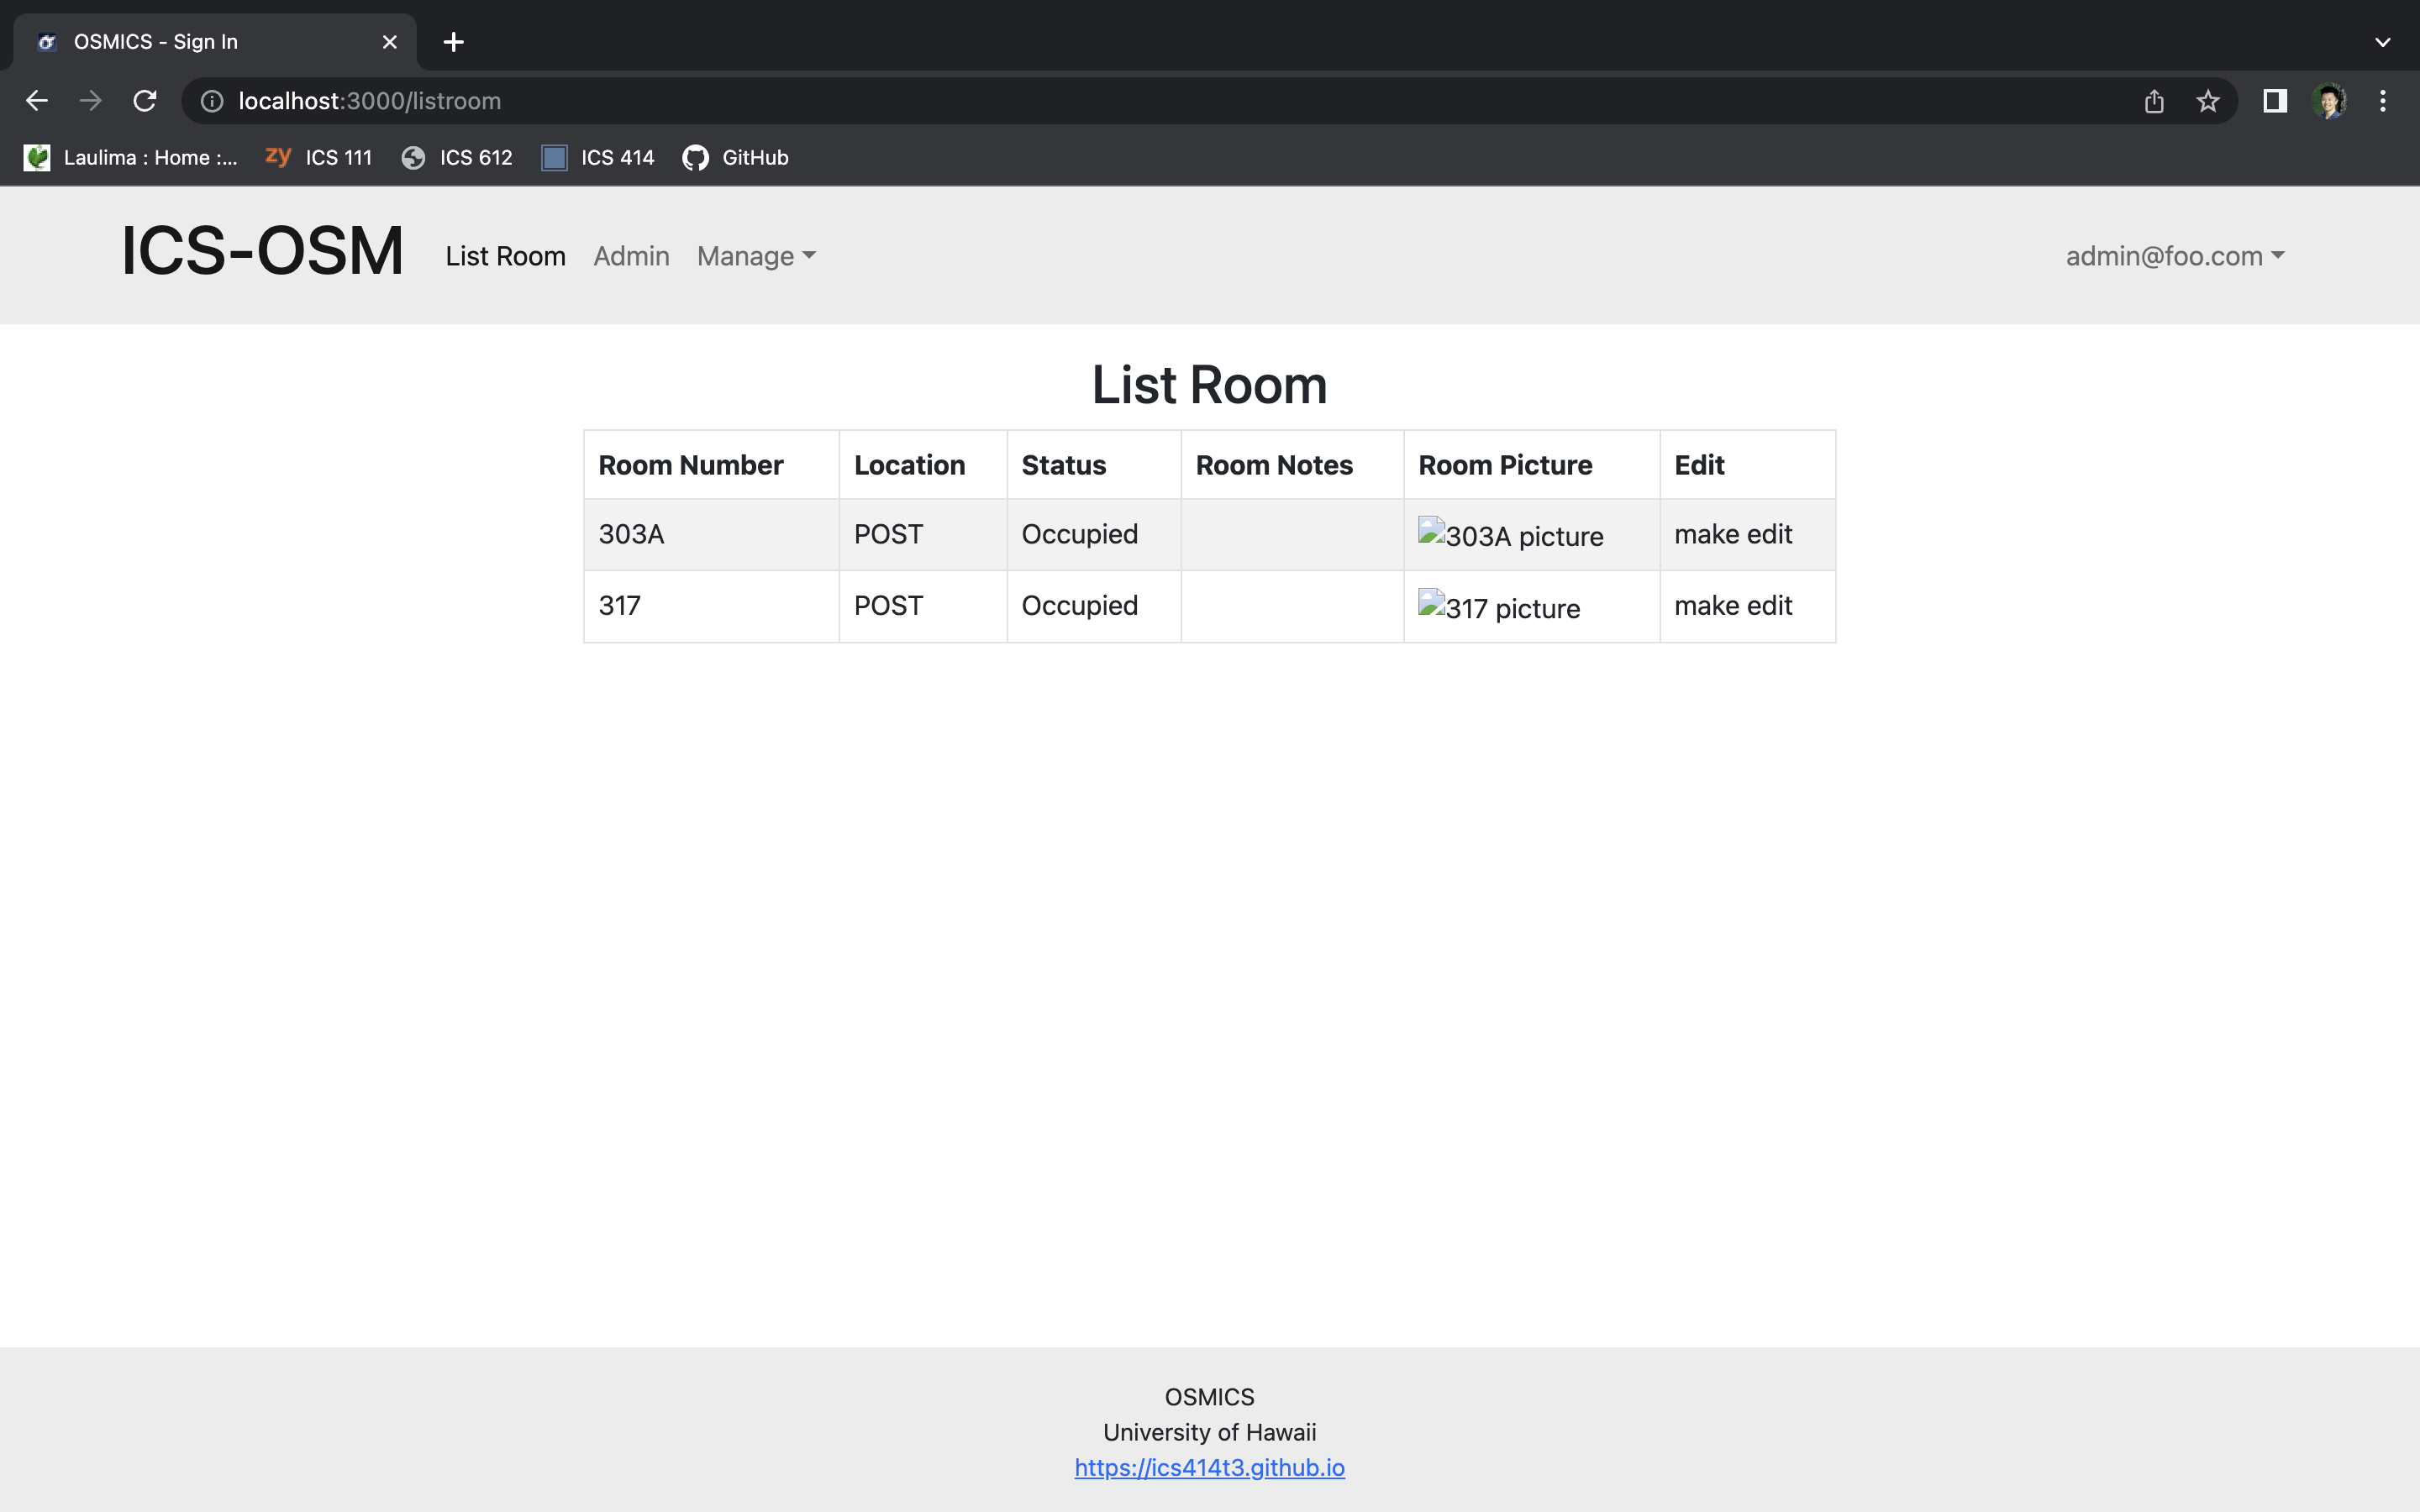 OSMICS - Sign In
localhost:3000/listroom
Laulima : Home :... zy ICS 111 ICS 612 ICS 414 GitHub
ICS-OSM List Room Admin Manage admin@foo.com
List Room
Room Number Location Status Room Notes Room Picture Edit
303A POST Occupied 303A picture make edit
317 POST Occupied 317 picture make edit
OSMICS
University of Hawaii
https://ics414t3.github.io